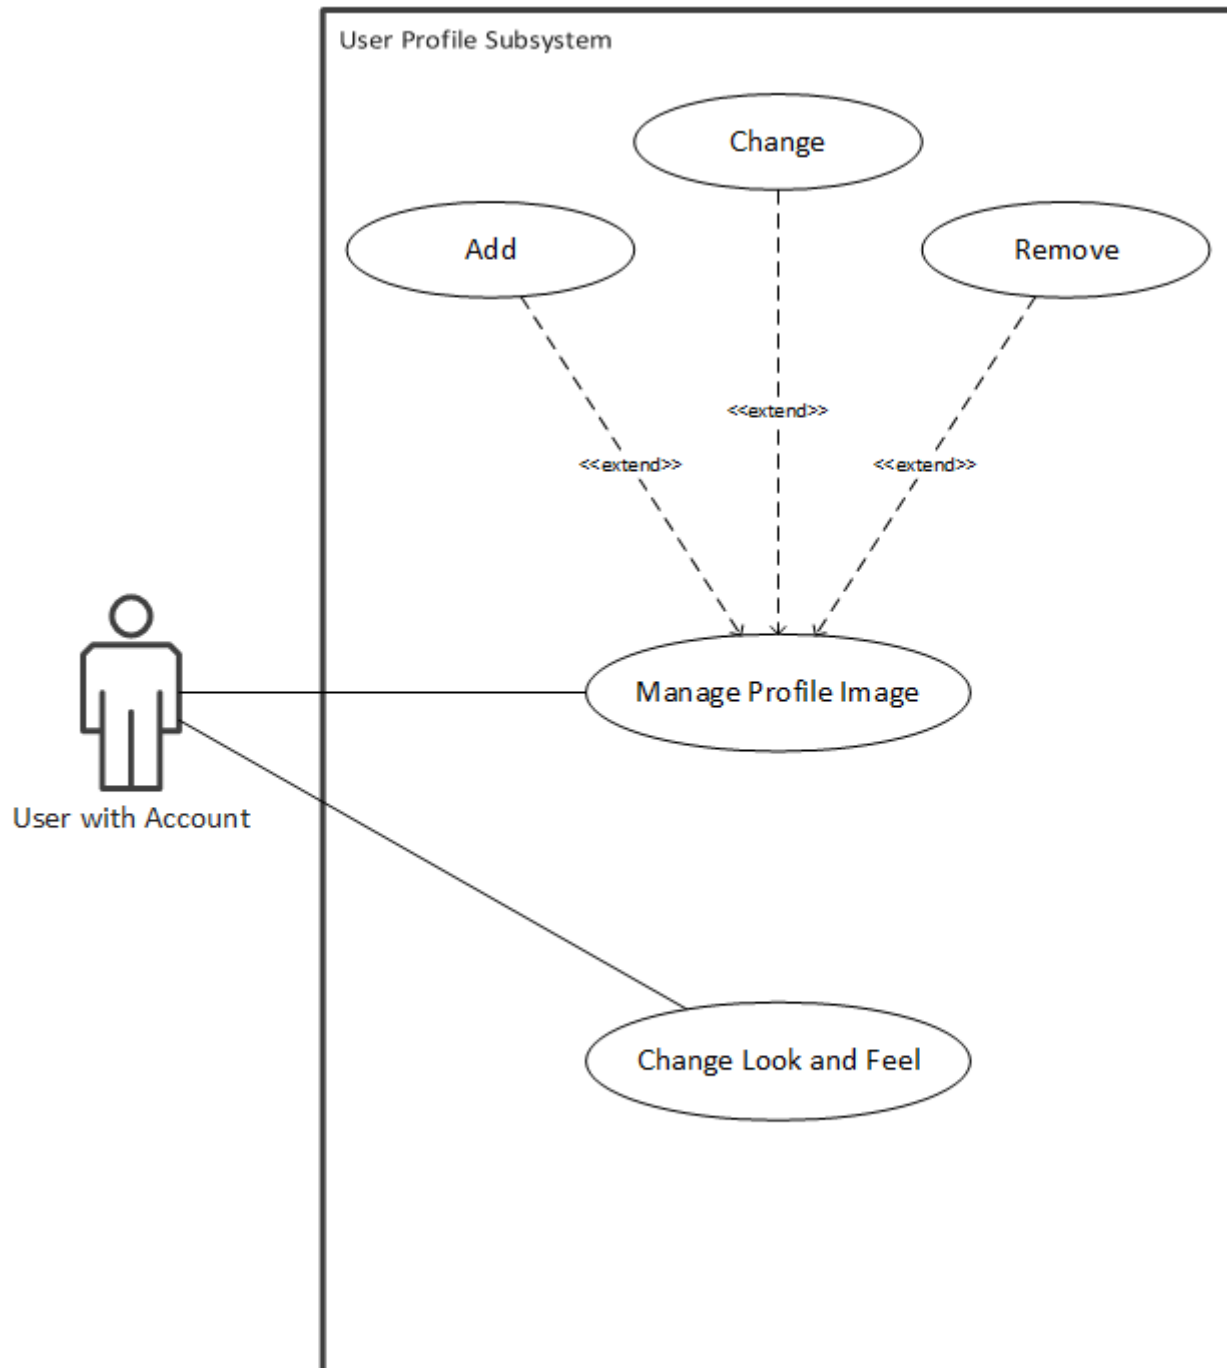 User Profile Subsystem
Change
Add
Remove
<<extend>>
<<extend>>
<<extend>>
Manage Profile Image
User with Account
Change Look and Feel